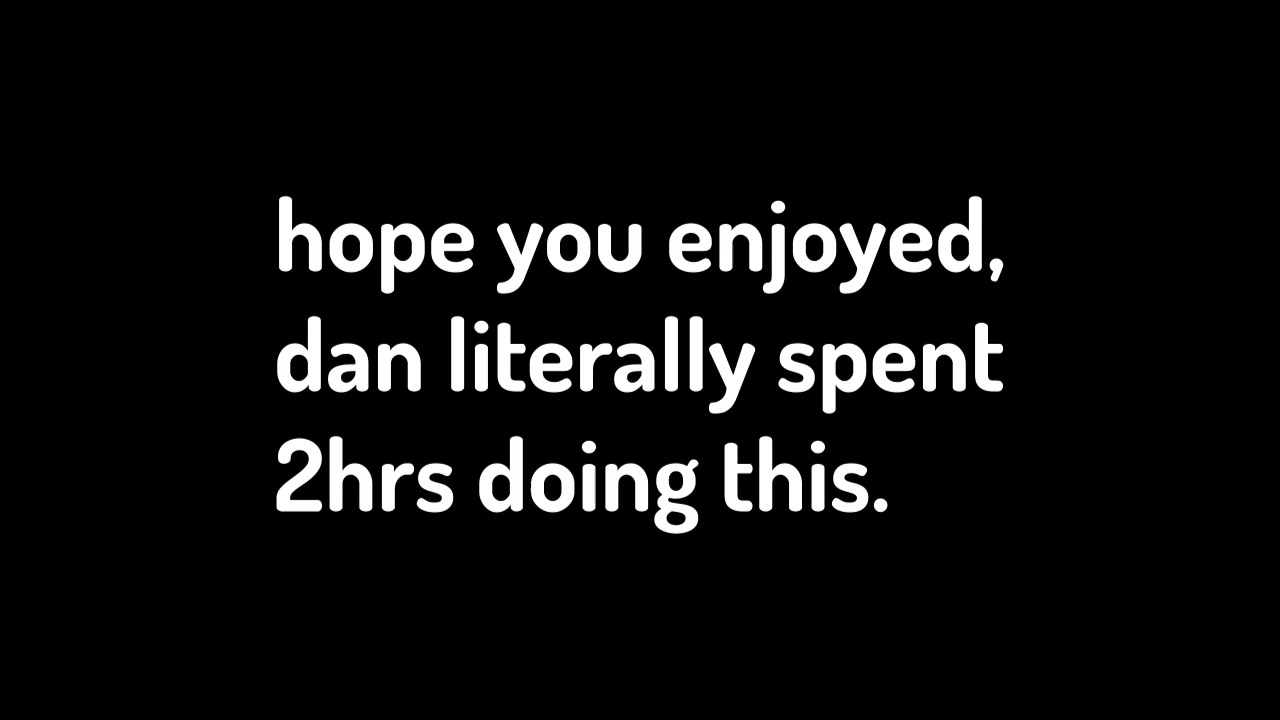 hope you enjoyed,
dan literally spent
2hrs doing this.